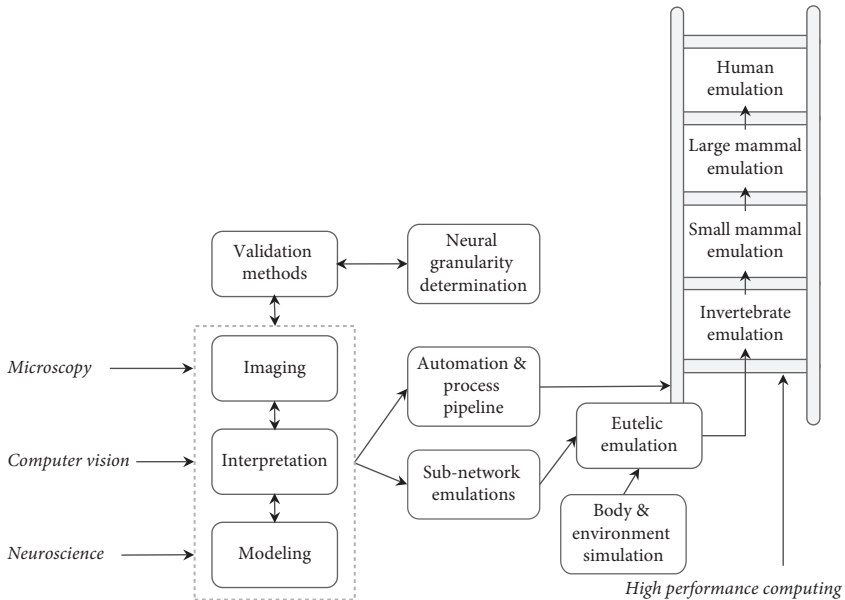 Human
emulation
Large mammal
emulation
Small mammal
emulation
Invertebrate
emulation
Validation
methods
Neural
granularity
determination
Microscopy
Imaging
Automation &
process
pipeline
Eutelic
emulation
Computer vision
Interpretation
Sub-network
emulations
Body &
environment
simulation
Neuroscience
Modeling
High performance computing